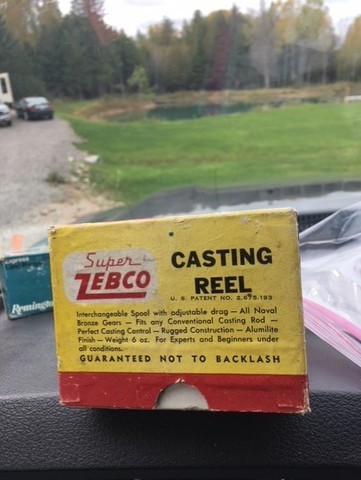 Super
ZEBCO
CASTING
REEL
U. S. PATENT NO. 2,675,193
Interchangeable Spool with adjustable drag — All Naval
Bronze Gears — Fits any Conventional Casting Rod —
Perfect Casting Control — Rugged Construction — Alumilite
Finish — Weight 6 oz. For Experts and Beginners under
all conditions.
GUARANTEED NOT TO BACKLASH
Express
Remington